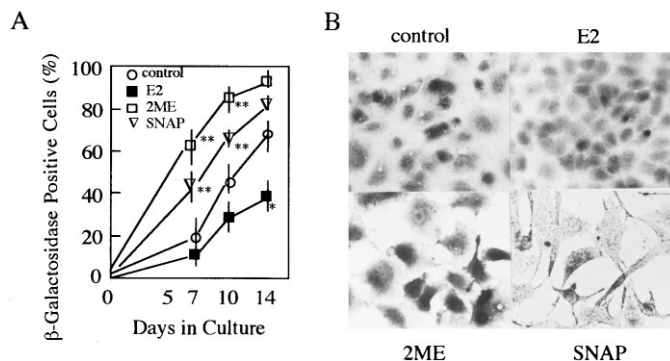 A
β-Galactosidase Positive Cells (%)
100
80
60
40
20
0
control
E2
2ME
SNAP
**
**
**
**
*
0
5
7
10
14
Days in Culture
B
control
E2
2ME
SNAP